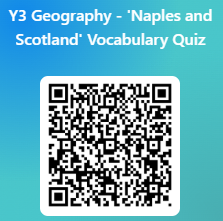 Y3 Geography - 'Naples and
Scotland' Vocabulary Quiz